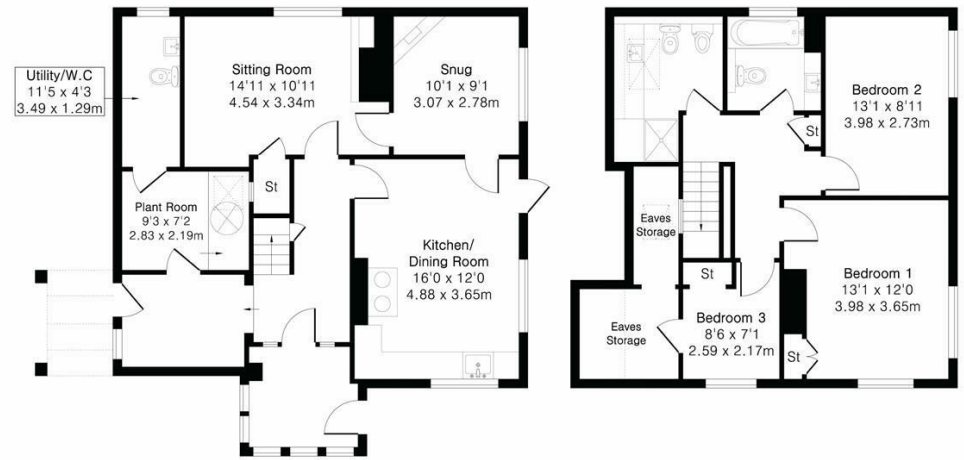 Utility/W.C
11'5 x 4'3
3.49 x 1.29m
Sitting Room
14'11 x 10'11
4.54 x 3.34m
Snug
10'1 x 9'1
3.07 x 2.78m
St
Plant Room
9'3 x 7'2
2.83 x 2.19m
Kitchen/
Dining Room
16'0 x 12'0
4.88 x 3.65m
Bedroom 2
13'1 x 8'11
3.98 x 2.73m
St
Eaves
Storage
St
Bedroom 1
13'1 x 12'0
3.98 x 3.65m
Bedroom 3
8'6 x 7'1
2.59 x 2.17m
Eaves
Storage
St